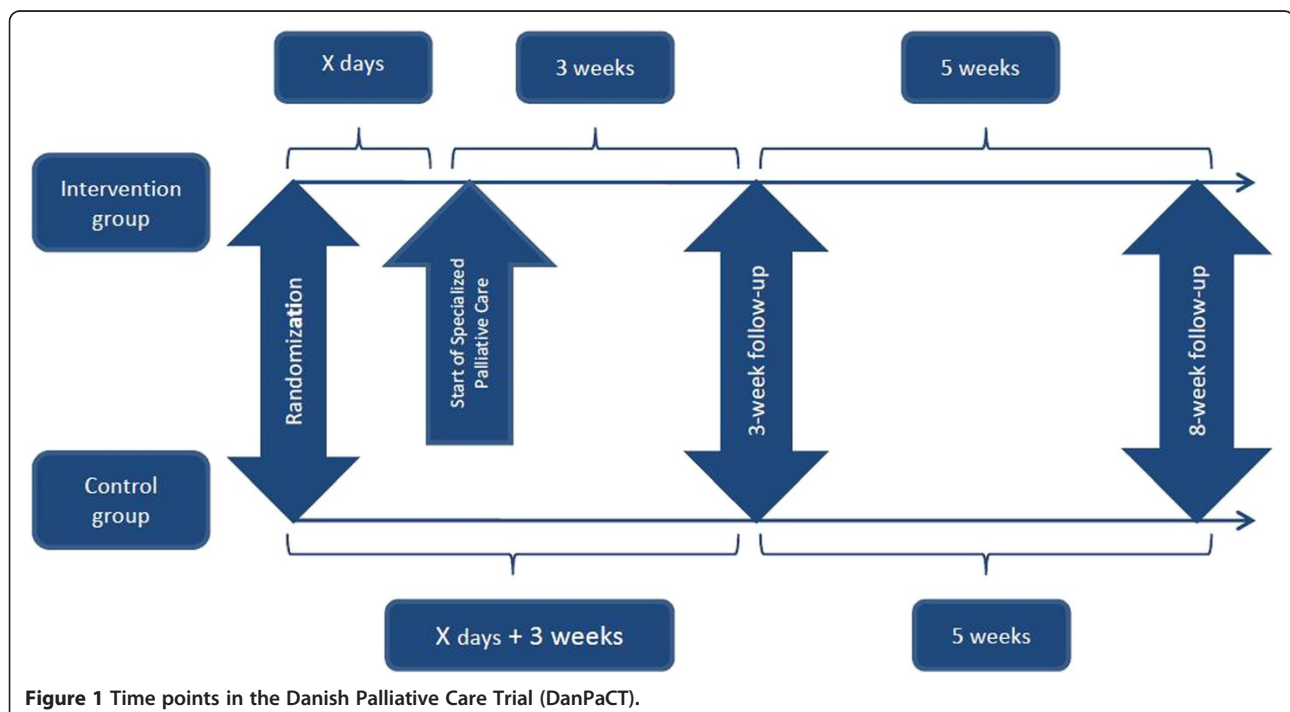 X days
3 weeks
5 weeks
Intervention
group
Randomization
Start of Specialized
Palliative Care
3-week follow-up
8-week follow-up
Control
group
X days + 3 weeks
5 weeks
Figure 1 Time points in the Danish Palliative Care Trial (DanPaCT).